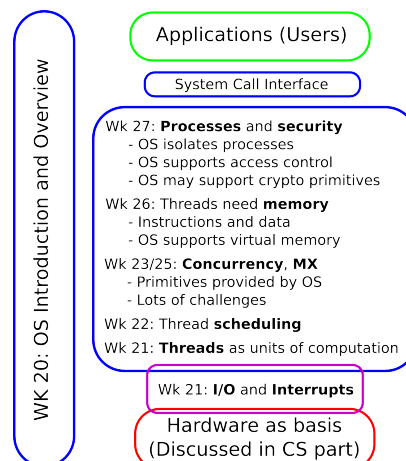 WK 20: OS Introduction and Overview
Applications (Users)
System Call Interface
Wk 27: Processes and security
- OS isolates processes
- OS supports access control
- OS may support crypto primitives
Wk 26: Threads need memory
- Instructions and data
- OS supports virtual memory
Wk 23/25: Concurrency, MX
- Primitives provided by OS
- Lots of challenges
Wk 22: Thread scheduling
Wk 21: Threads as units of computation
Wk 21: I/O and Interrupts
Hardware as basis
(Discussed in CS part)